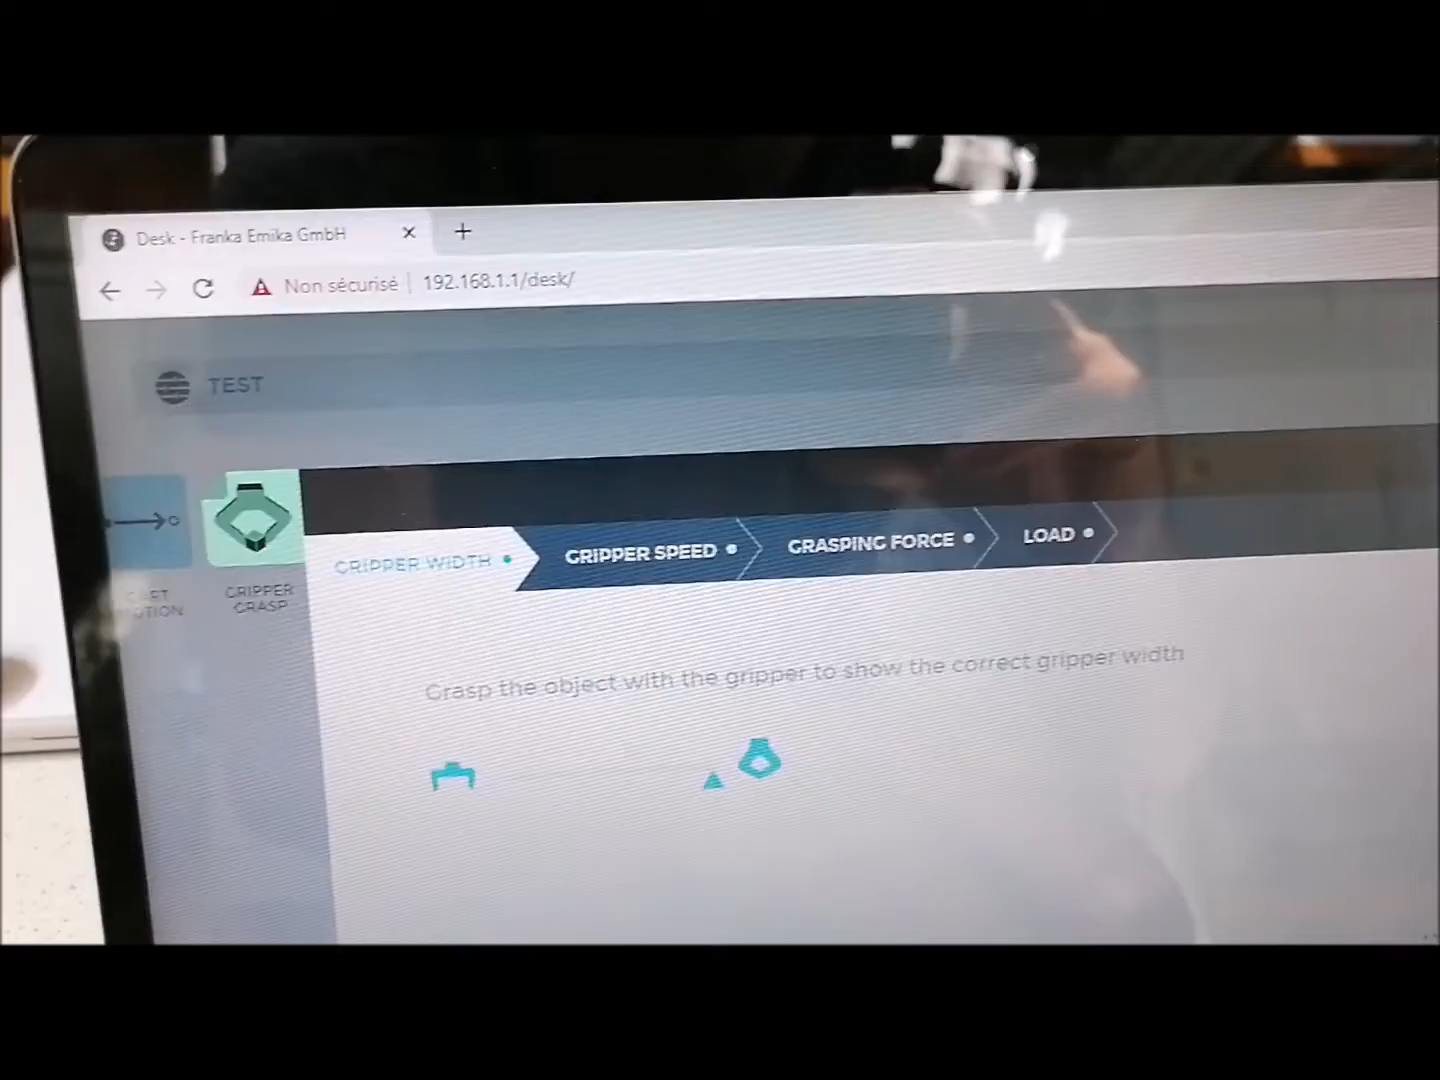 Desk - Franka Emika GmbH
Non sécurisé 192.168.1.1/desk/
TEST
GRIPPER WIDTH GRIPPER SPEED GRASPING FORCE LOAD
GRIPPER
GRASP
Grasp the object with the gripper to show the correct gripper width